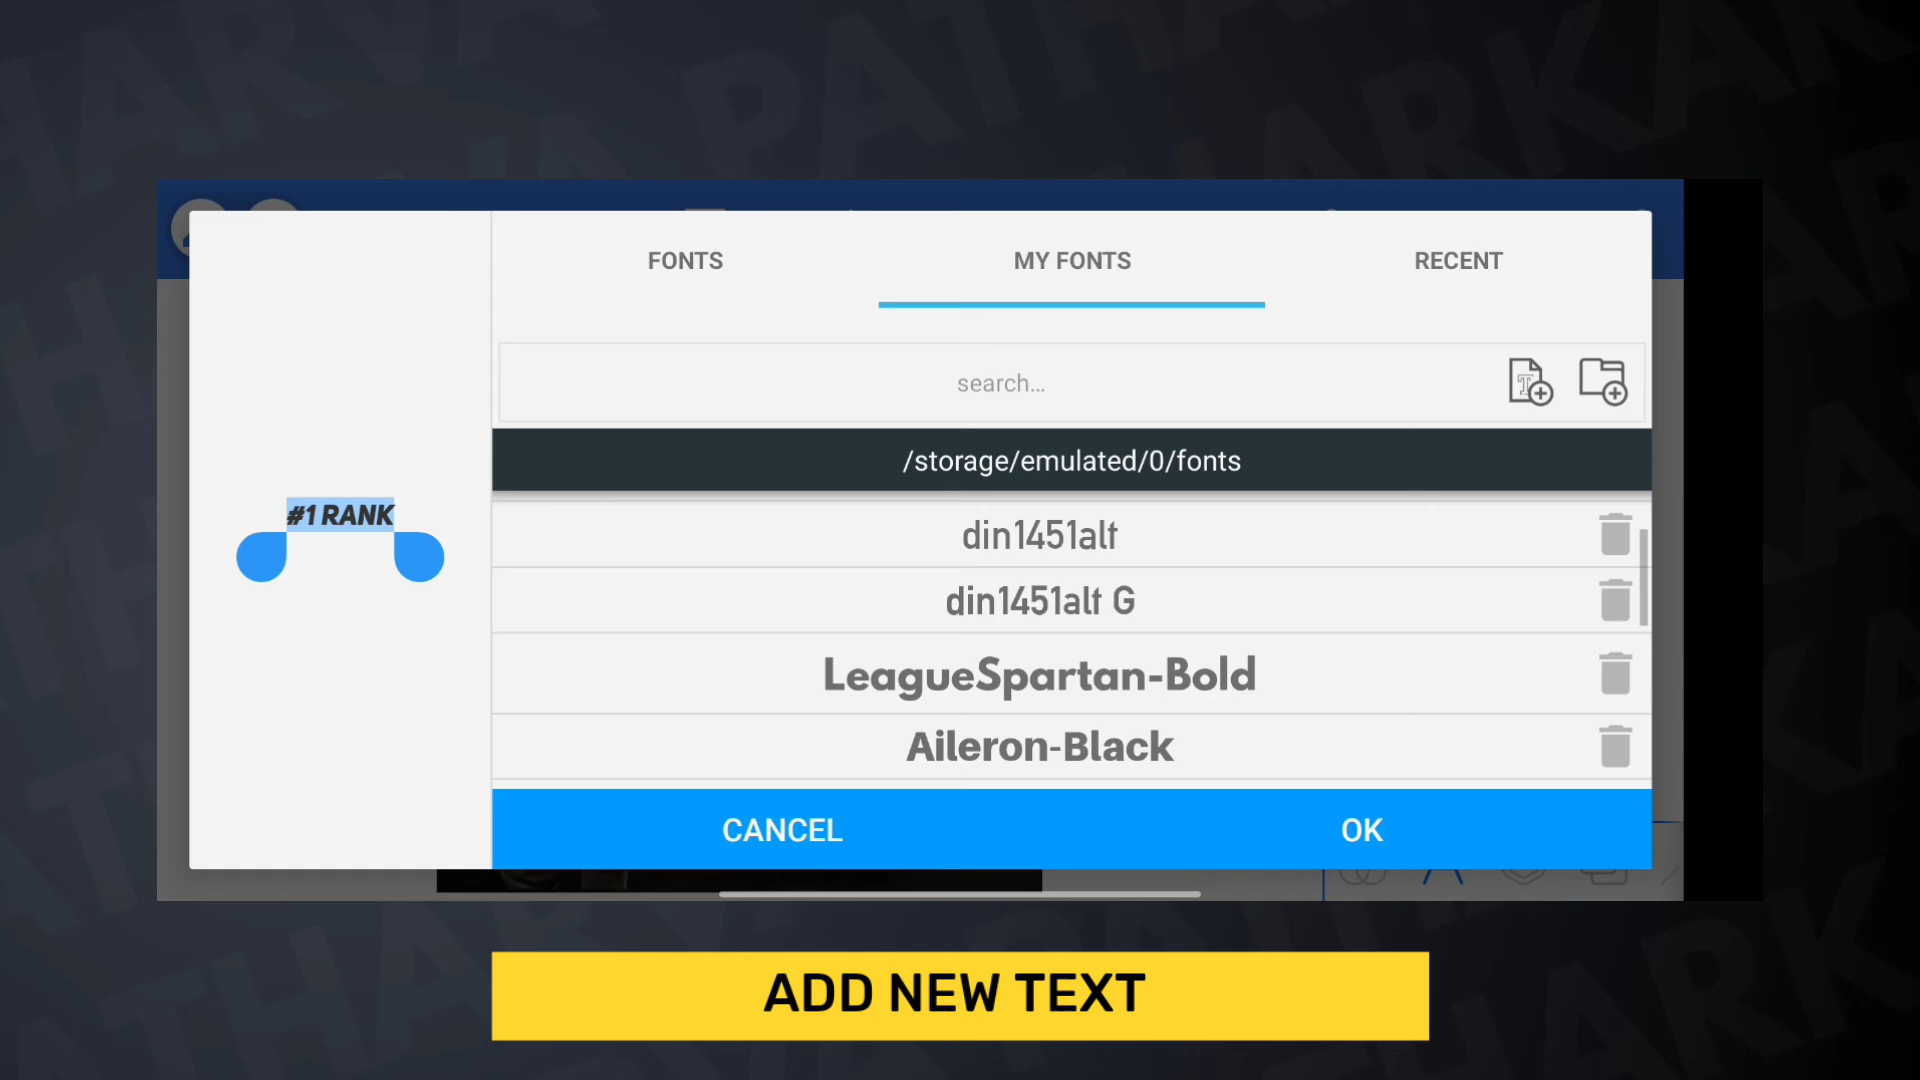 FONTS
MY FONTS
RECENT
search...
/storage/emulated/0/fonts
#1 RANK
din1451alt
din1451alt G
LeagueSpartan-Bold
Aileron-Black
CANCEL
OK
ADD NEW TEXT